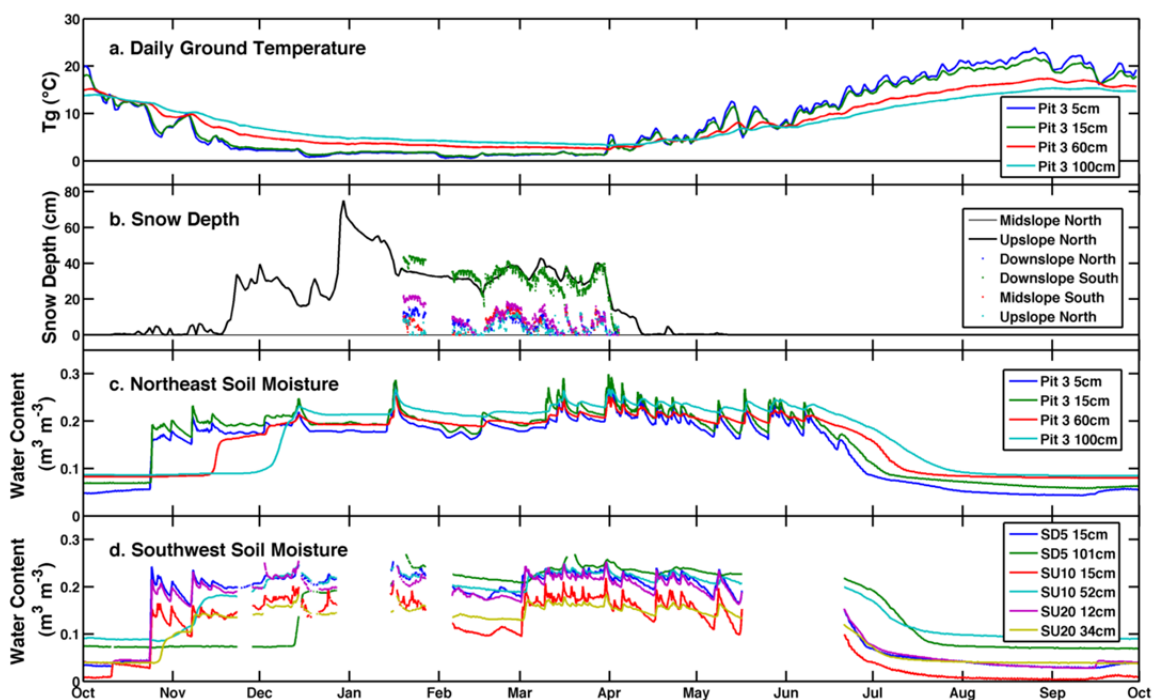 30
20
10
0
Tg (°C)
a. Daily Ground Temperature
Pit 3 5cm
Pit 3 15cm
Pit 3 60cm
Pit 3 100cm
80
60
40
20
0
Snow Depth (cm)
b. Snow Depth
Midslope North
Upslope North
Downslope North
Downslope South
Midslope South
Upslope North
0.3
0.2
0.1
0
Water Content
(m³ m⁻³)
c. Northeast Soil Moisture
Pit 3 5cm
Pit 3 15cm
Pit 3 60cm
Pit 3 100cm
0.3
0.2
0.1
0
Water Content
(m³ m⁻³)
d. Southwest Soil Moisture
SD5 15cm
SD5 101cm
SU10 15cm
SU10 52cm
SU20 12cm
SU20 34cm
Oct Nov Dec Jan Feb Mar Apr May Jun Jul Aug Sep Oct